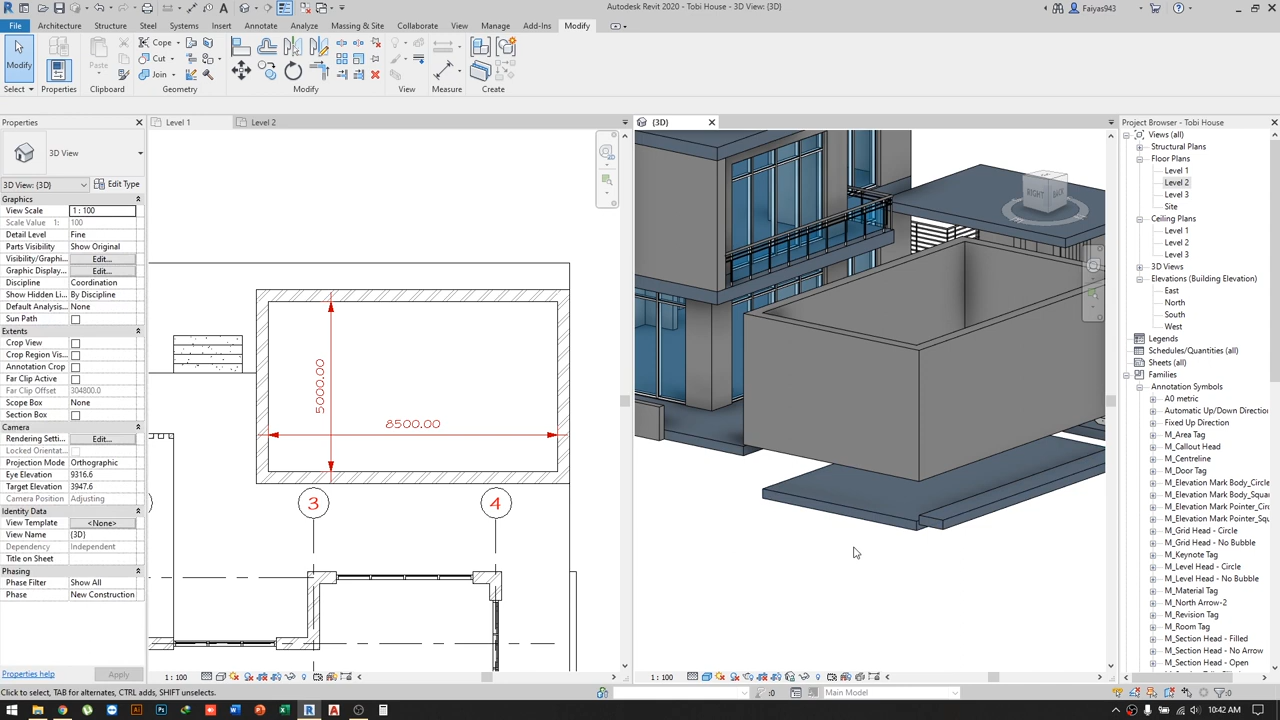 Autodesk Revit 2020 - Tobi House - 3D View: {3D}
Faiyas943
File Architecture Structure Steel Systems Insert Annotate Analyze Massing & Site Collaborate View Manage Add-Ins Modify
Modify
Properties
Paste
Cope
Cut
Join
Select Properties Clipboard Geometry Modify View Measure Create
Properties
3D View
3D View: {3D}
Edit Type
Graphics
View Scale 1 : 100
Scale Value 1: 100
Detail Level Fine
Parts Visibility Show Original
Visibility/Graphi... Edit...
Graphic Display... Edit...
Discipline Coordination
Show Hidden Li... By Discipline
Default Analysis... None
Sun Path
Extents
Crop View
Crop Region Vis...
Annotation Crop
Far Clip Active
Far Clip Offset 304800.0
Scope Box None
Section Box
Camera
Rendering Setti... Edit...
Locked Orientat...
Projection Mode Orthographic
Eye Elevation 9316.6
Target Elevation 3947.6
Camera Position Adjusting
Identity Data
View Template <None>
View Name {3D}
Dependency Independent
Title on Sheet
Phasing
Phase Filter Show All
Phase New Construction
Properties help
Apply
Level 1
Level 2
5000.00
8500.00
3
4
1 : 100
{3D}
RIGHT
BACK
1 : 100
Project Browser - Tobi House
Views (all)
Structural Plans
Floor Plans
Level 1
Level 2
Level 3
Site
Ceiling Plans
Level 1
Level 2
Level 3
3D Views
Elevations (Building Elevation)
East
North
South
West
Legends
Schedules/Quantities (all)
Sheets (all)
Families
Annotation Symbols
A0 metric
Automatic Up/Down Directio
Fixed Up Direction
M_Area Tag
M_Callout Head
M_Centreline
M_Door Tag
M_Elevation Mark Body_Circle
M_Elevation Mark Body_Squar
M_Elevation Mark Pointer_Circ
M_Elevation Mark Pointer_Squ
M_Grid Head - Circle
M_Grid Head - No Bubble
M_Keynote Tag
M_Level Head - Circle
M_Level Head - No Bubble
M_Material Tag
M_North Arrow-2
M_Revision Tag
M_Room Tag
M_Section Head - Filled
M_Section Head - No Arrow
M_Section Head - Open
Click to select, TAB for alternates, CTRL adds, SHIFT unselects.
:0
Main Model
:0
10:42 AM